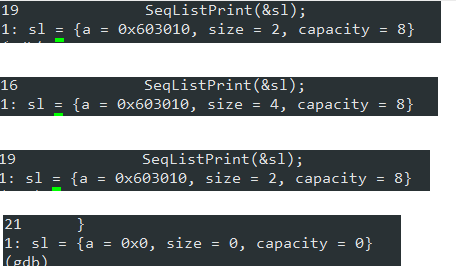 19 SeqListPrint(&sl);
1: sl = {a = 0x603010, size = 2, capacity = 8}
16 SeqListPrint(&sl);
1: sl = {a = 0x603010, size = 4, capacity = 8}
19 SeqListPrint(&sl);
1: sl = {a = 0x603010, size = 2, capacity = 8}
21 }
1: sl = {a = 0x0, size = 0, capacity = 0}
(gdb)